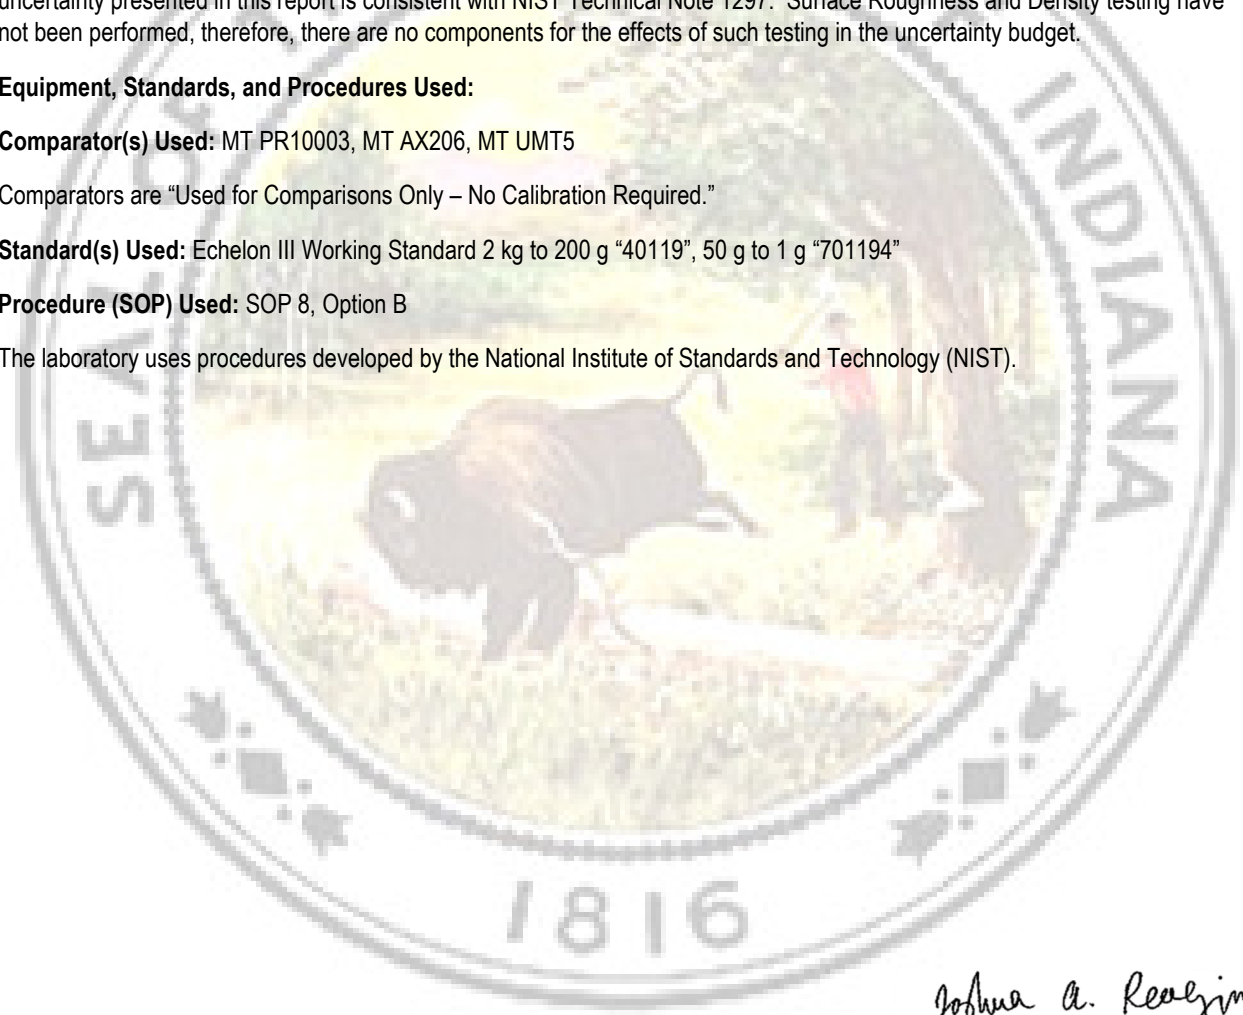 uncertainty presented in this report is consistent with NIST Technical Note 1297. Surface Roughness and Density testing have
not been performed, therefore, there are no components for the effects of such testing in the uncertainty budget.
Equipment, Standards, and Procedures Used:
Comparator(s) Used: MT PR10003, MT AX206, MT UMT5
Comparators are “Used for Comparisons Only – No Calibration Required.”
Standard(s) Used: Echelon III Working Standard 2 kg to 200 g “40119”, 50 g to 1 g “701194”
Procedure (SOP) Used: SOP 8, Option B
The laboratory uses procedures developed by the National Institute of Standards and Technology (NIST).
SEAL OF
INDIANA
1816
Joshua A.